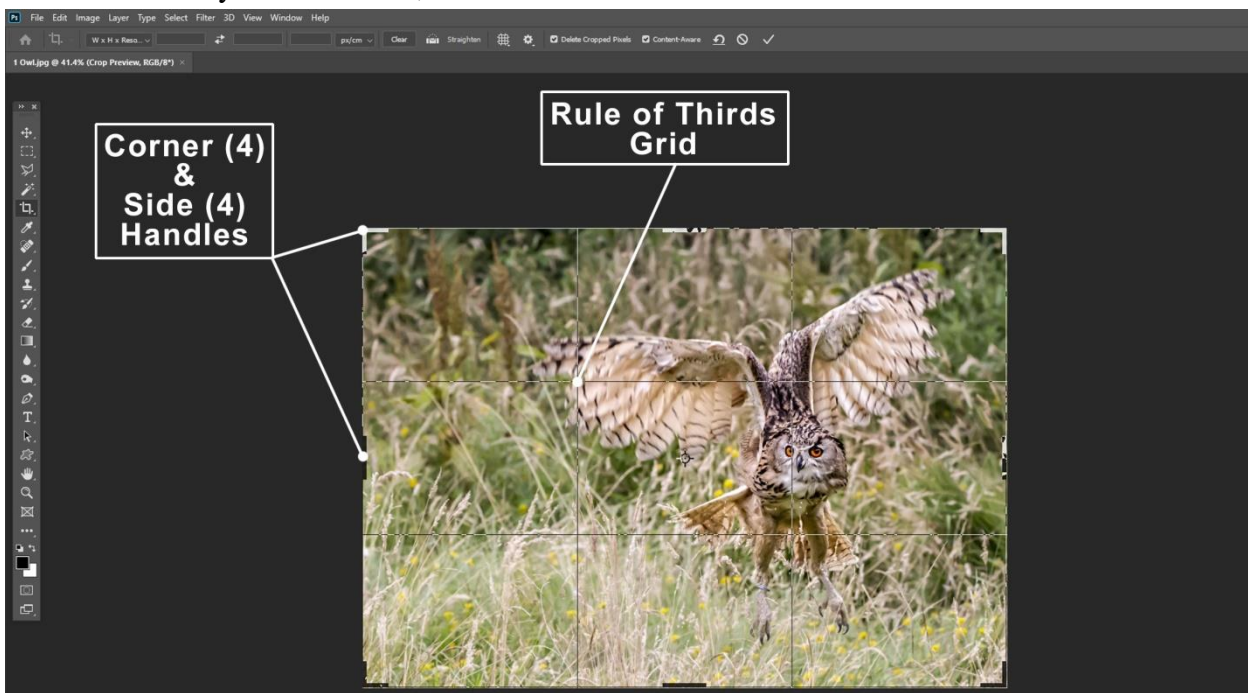 Ps File Edit Image Layer Type Select Filter 3D View Window Help
W x H x Reso... px/cm Clear Straighten Delete Cropped Pixels Content-Aware
1 Owl.jpg @ 41.4% (Crop Preview, RGB/8*) ×
Rule of Thirds
Grid
Corner (4)
&
Side (4)
Handles